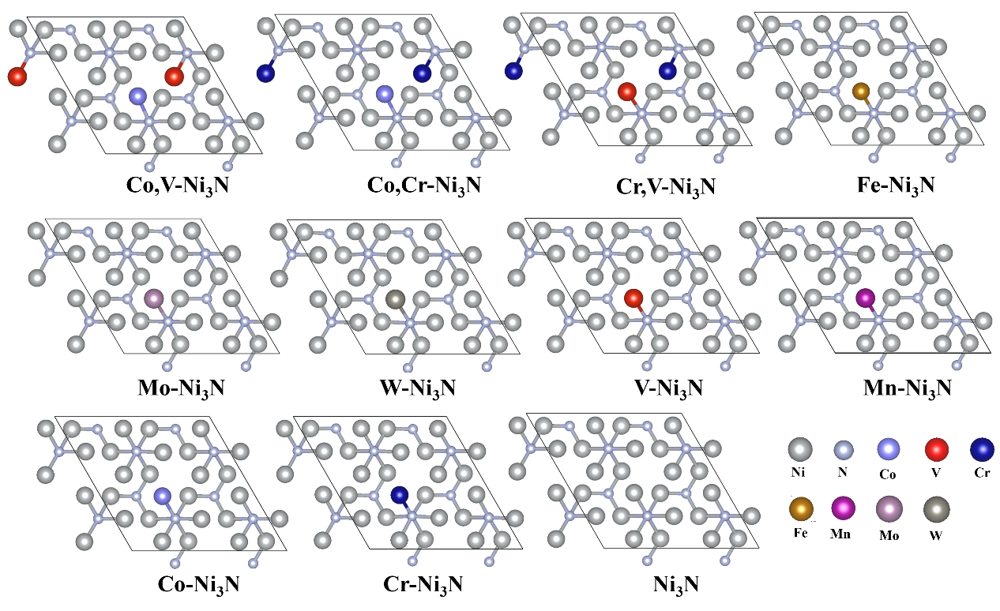 Co,V-Ni₃N Co,Cr-Ni₃N Cr,V-Ni₃N Fe-Ni₃N
Mo-Ni₃N W-Ni₃N V-Ni₃N Mn-Ni₃N
Ni N Co V Cr
Fe Mn Mo W
Co-Ni₃N Cr-Ni₃N Ni₃N